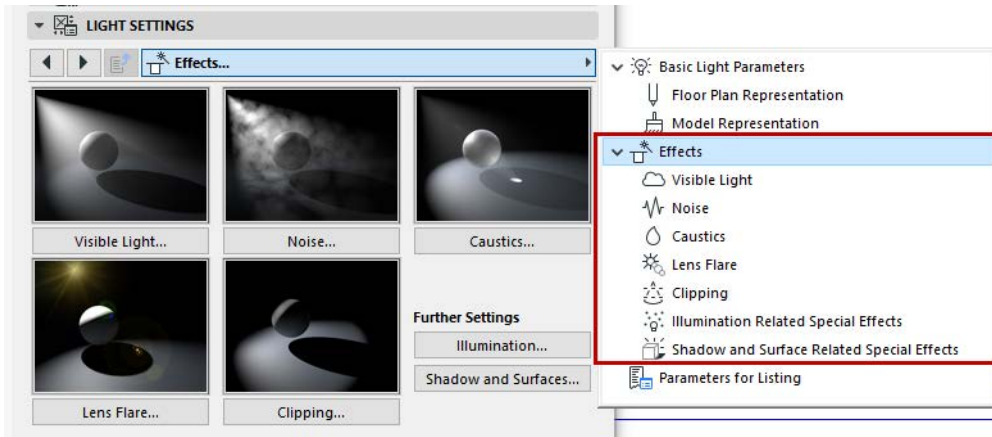 LIGHT SETTINGS
Effects...
Visible Light...
Noise...
Caustics...
Further Settings
Illumination...
Shadow and Surfaces...
Lens Flare...
Clipping...
Basic Light Parameters
Floor Plan Representation
Model Representation
Effects
Visible Light
Noise
Caustics
Lens Flare
Clipping
Illumination Related Special Effects
Shadow and Surface Related Special Effects
Parameters for Listing